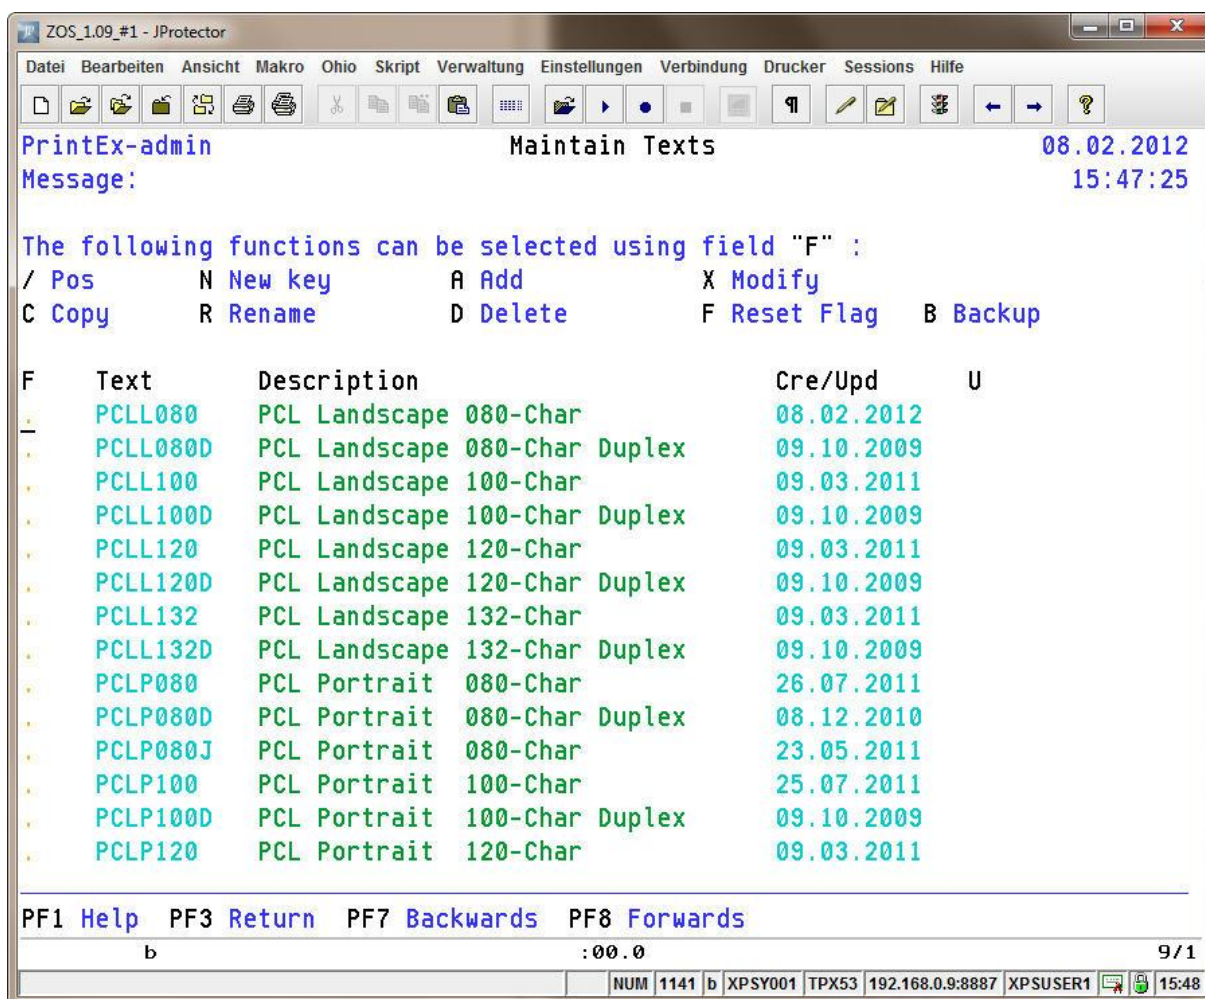 ZOS_1.09_#1 - JProtector
Datei Bearbeiten Ansicht Makro Ohio Skript Verwaltung Einstellungen Verbindung Drucker Sessions Hilfe
PrintEx-admin Maintain Texts 08.02.2012
Message: 15:47:25
The following functions can be selected using field "F" :
/ Pos N New key A Add X Modify
C Copy R Rename D Delete F Reset Flag B Backup
F Text Description Cre/Upd U
. PCLL080 PCL Landscape 080-Char 08.02.2012
. PCLL080D PCL Landscape 080-Char Duplex 09.10.2009
. PCLL100 PCL Landscape 100-Char 09.03.2011
. PCLL100D PCL Landscape 100-Char Duplex 09.10.2009
. PCLL120 PCL Landscape 120-Char 09.03.2011
. PCLL120D PCL Landscape 120-Char Duplex 09.10.2009
. PCLL132 PCL Landscape 132-Char 09.03.2011
. PCLL132D PCL Landscape 132-Char Duplex 09.10.2009
. PCLP080 PCL Portrait 080-Char 26.07.2011
. PCLP080D PCL Portrait 080-Char Duplex 08.12.2010
. PCLP080J PCL Portrait 080-Char 23.05.2011
. PCLP100 PCL Portrait 100-Char 25.07.2011
. PCLP100D PCL Portrait 100-Char Duplex 09.10.2009
. PCLP120 PCL Portrait 120-Char 09.03.2011
PF1 Help PF3 Return PF7 Backwards PF8 Forwards
b :00.0 9/1
NUM 1141 b XPSY001 TPX53 192.168.0.9:8887 XPSUSER1 15:48